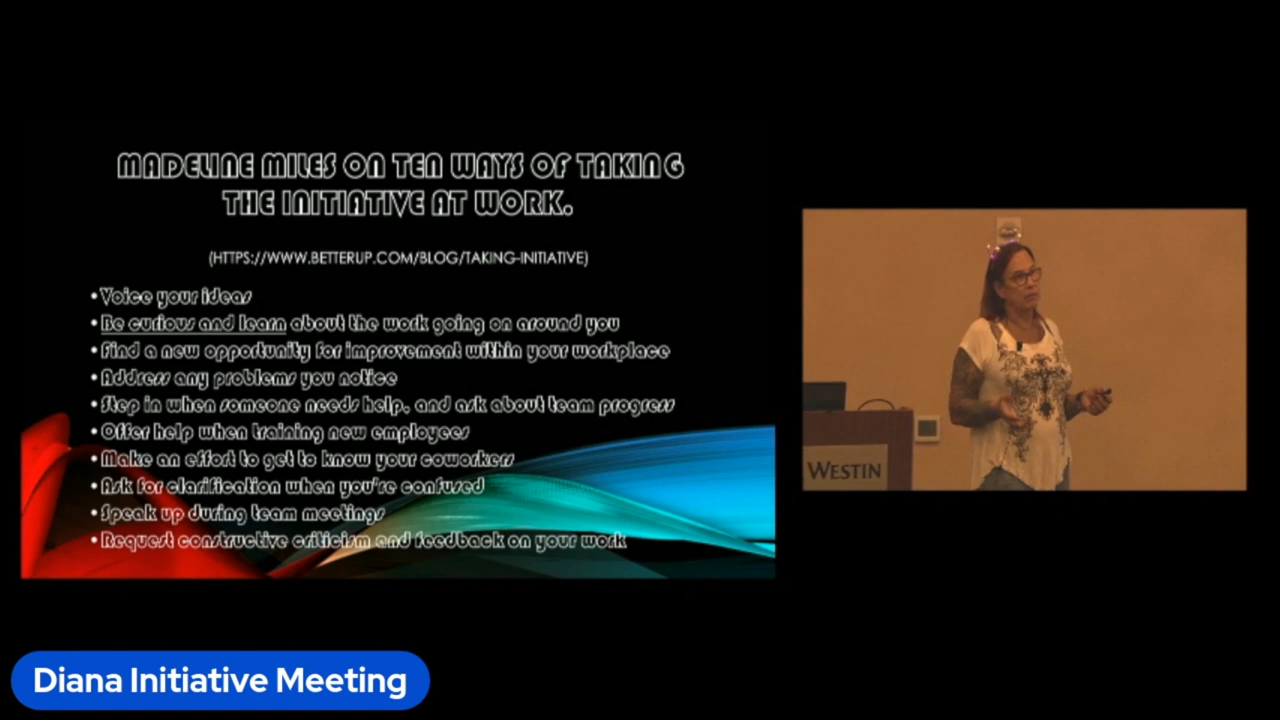 MADELINE MILES ON TEN WAYS OF TAKING
THE INITIATIVE AT WORK.
(HTTPS://WWW.BETTERUP.COM/BLOG/TAKING-INITIATIVE)
• Voice your ideas
• Be curious and learn about the work going on around you
• Find a new opportunity for improvement within your workplace
• Address any problems you notice
• Step in when someone needs help, and ask about team progress
• Offer help when training new employees
• Make an effort to get to know your coworkers
• Ask for clarification when you're confused
• Speak up during team meetings
• Request constructive criticism and feedback on your work
WESTIN
Diana Initiative Meeting